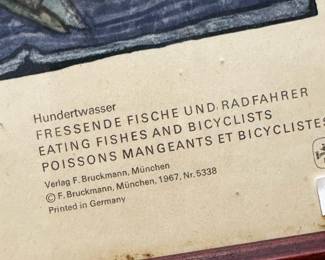 Hundertwasser
FRESSENDE FISCHE UND RADFAHRER
EATING FISHES AND BICYCLISTS
POISSONS MANGEANTS ET BICYCLISTES
Verlag F. Bruckmann, München
© F. Bruckmann, München, 1967, Nr. 5338
Printed in Germany